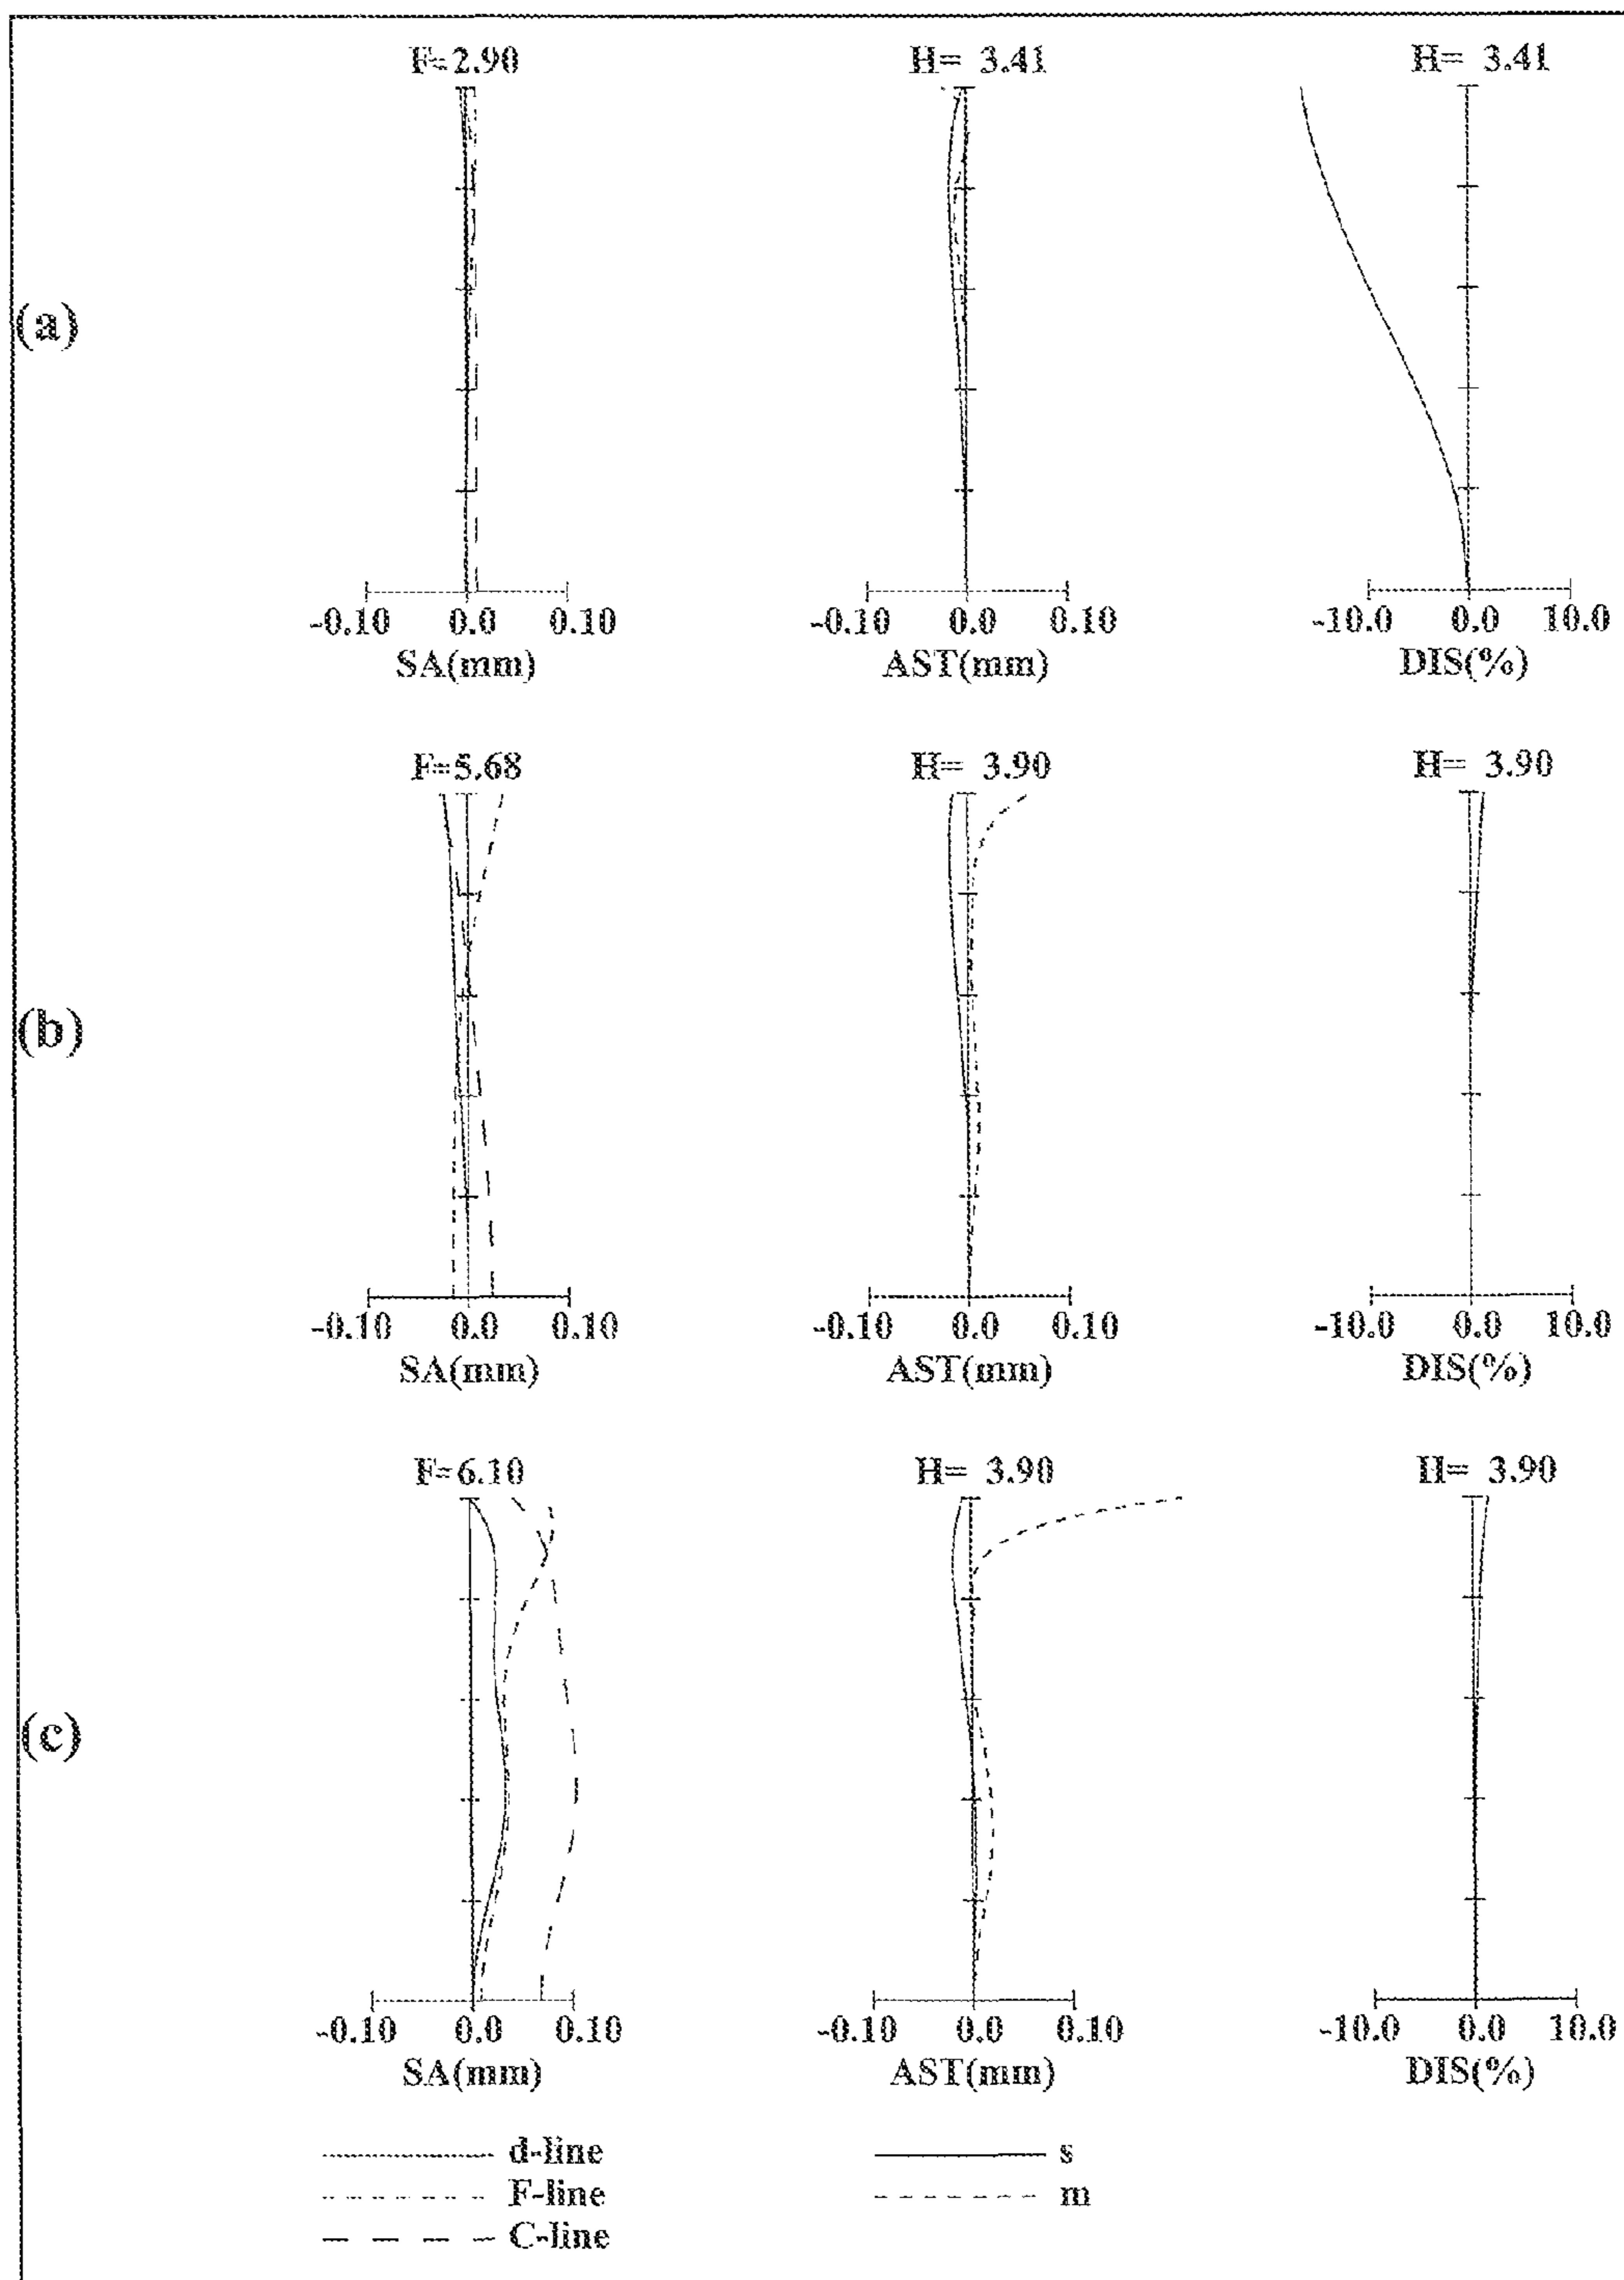 (a)
F=2.90
H= 3.41
H= 3.41
-0.10 0.0 0.10
SA(mm)
-0.10 0.0 0.10
AST(mm)
-10.0 0.0 10.0
DIS(%)
(b)
F=5.68
H= 3.90
H= 3.90
-0.10 0.0 0.10
SA(mm)
-0.10 0.0 0.10
AST(mm)
-10.0 0.0 10.0
DIS(%)
(c)
F=6.10
H= 3.90
H= 3.90
-0.10 0.0 0.10
SA(mm)
-0.10 0.0 0.10
AST(mm)
-10.0 0.0 10.0
DIS(%)
d-line
F-line
C-line
s
m